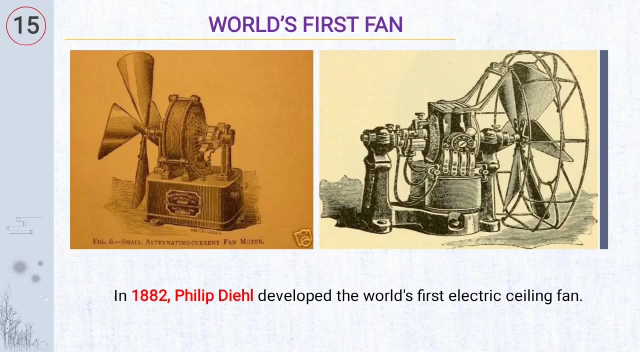 15
WORLD'S FIRST FAN
FIG. 6.—SMALL ALTERNATING-CURRENT FAN MOTOR.
In 1882, Philip Diehl developed the world's first electric ceiling fan.